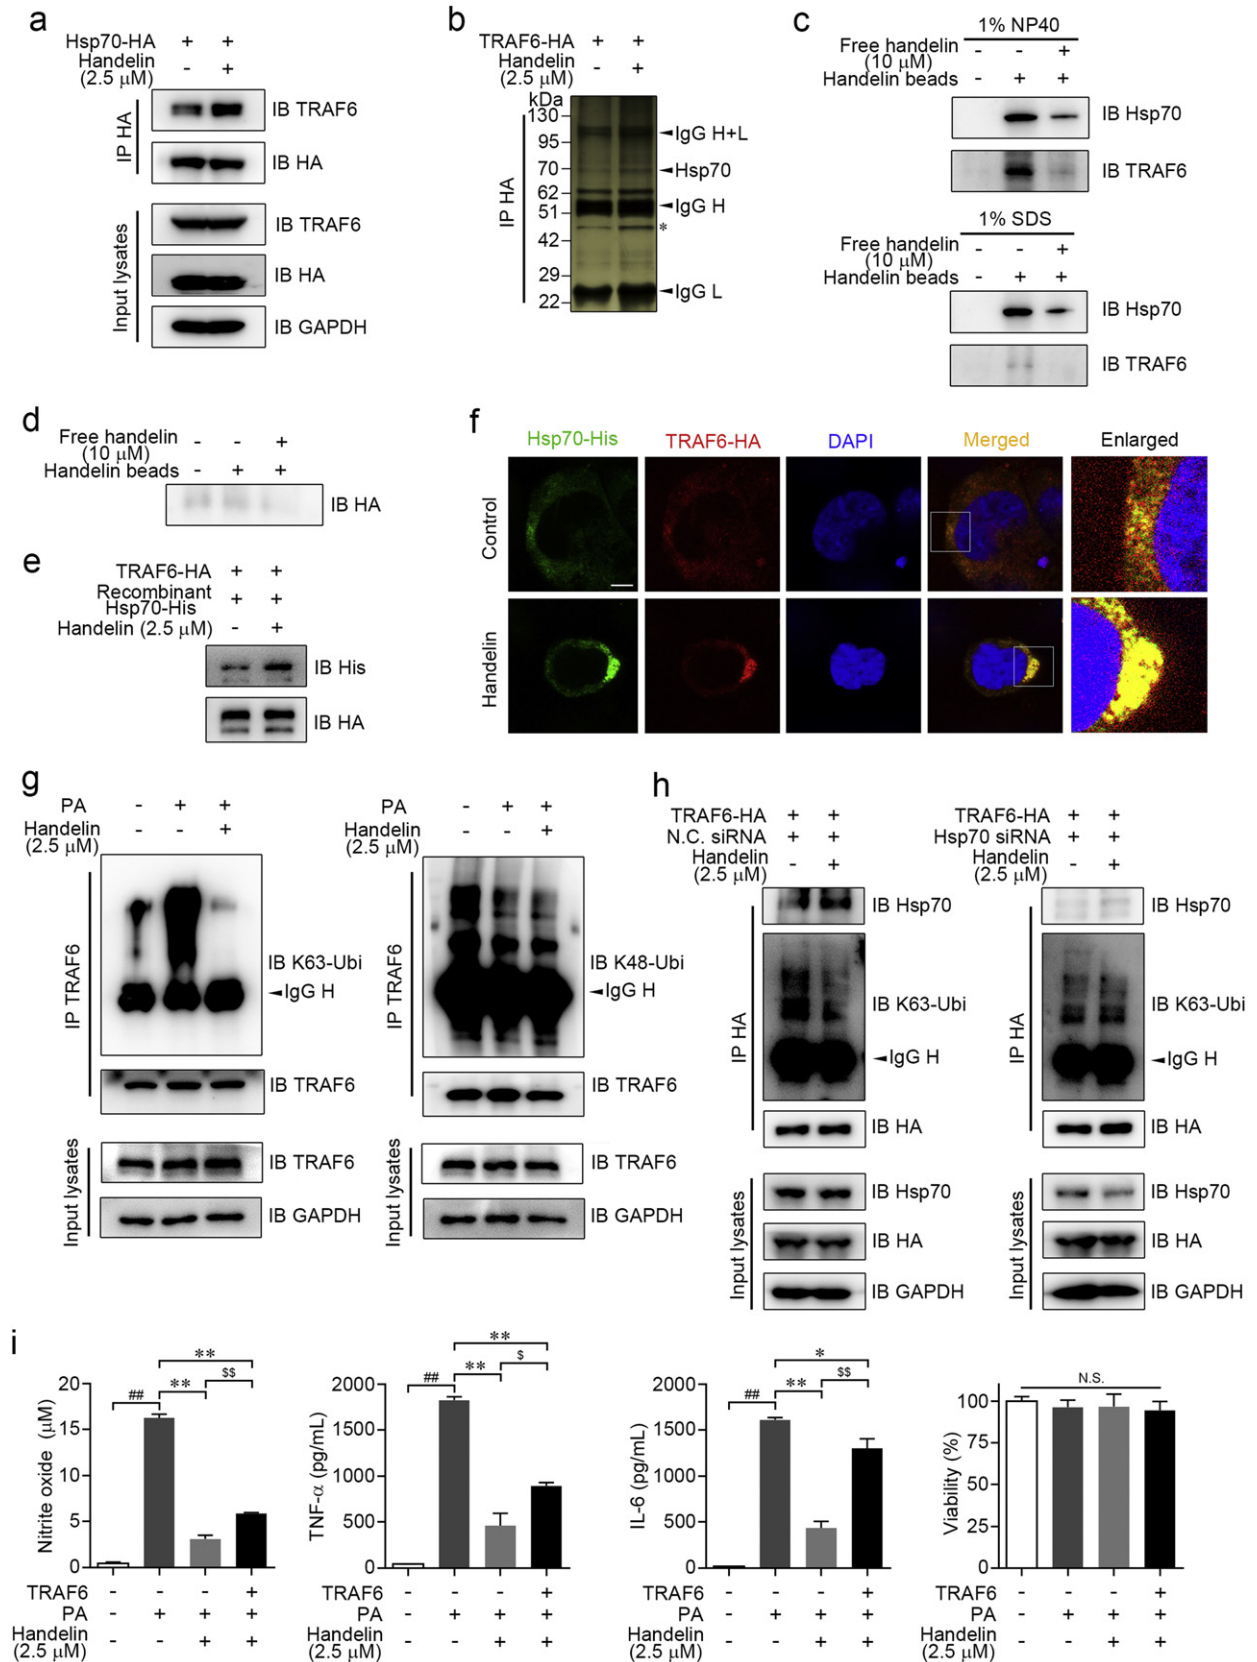 a
Hsp70-HA + +
Handelin (2.5 μM) - +
IP HA
IB TRAF6
IB HA
Input lysates
IB TRAF6
IB HA
IB GAPDH
b
TRAF6-HA + +
Handelin (2.5 μM) - +
kDa
130
95
70
62
51
42
29
22
IP HA
IgG H+L
Hsp70
IgG H
*
IgG L
c
1% NP40
Free handelin (10 μM) - - +
Handelin beads - + +
IB Hsp70
IB TRAF6
1% SDS
Free handelin (10 μM) - - +
Handelin beads - + +
IB Hsp70
IB TRAF6
d
Free handelin (10 μM) - - +
Handelin beads - + +
IB HA
e
TRAF6-HA + +
Recombinant Hsp70-His + +
Handelin (2.5 μM) - +
IB His
IB HA
f
Hsp70-His TRAF6-HA DAPI Merged Enlarged
Control
Handelin
g
PA - + +
Handelin (2.5 μM) - - +
IP TRAF6
IB K63-Ubi
IgG H
IB TRAF6
Input lysates
IB TRAF6
IB GAPDH
PA - + +
Handelin (2.5 μM) - - +
IP TRAF6
IB K48-Ubi
IgG H
IB TRAF6
Input lysates
IB TRAF6
IB GAPDH
h
TRAF6-HA + +
N.C. siRNA + +
Handelin (2.5 μM) - +
IP HA
IB Hsp70
IB K63-Ubi
IgG H
IB HA
Input lysates
IB Hsp70
IB HA
IB GAPDH
TRAF6-HA + +
Hsp70 siRNA + +
Handelin (2.5 μM) - +
IP HA
IB Hsp70
IB K63-Ubi
IgG H
IB HA
Input lysates
IB Hsp70
IB HA
IB GAPDH
i
Nitrite oxide (μM)
20
15
10
5
0
## ** ** $$
TRAF6 - - - +
PA - + + +
Handelin (2.5 μM) - - + +
TNF-α (pg/mL)
2000
1500
1000
500
0
## ** ** $
TRAF6 - - - +
PA - + + +
Handelin (2.5 μM) - - + +
IL-6 (pg/mL)
2000
1500
1000
500
0
## ** * $$
TRAF6 - - - +
PA - + + +
Handelin (2.5 μM) - - + +
Viability (%)
100
75
50
25
0
N.S.
TRAF6 - - - +
PA - + + +
Handelin (2.5 μM) - - + +